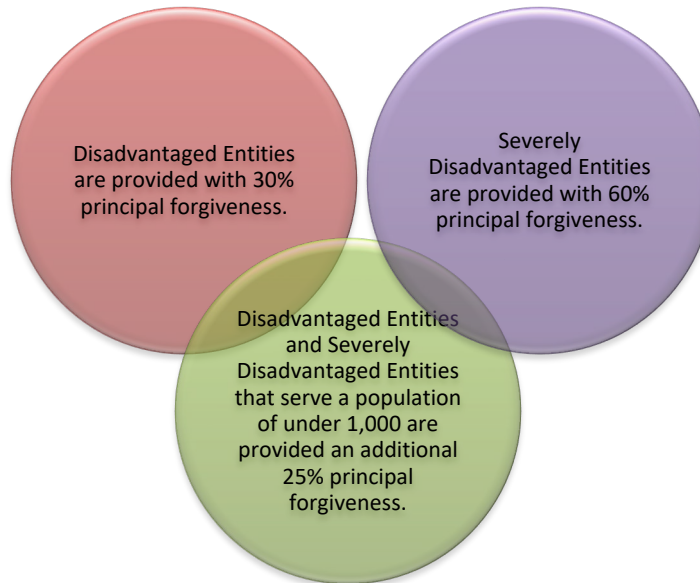 Disadvantaged Entities
are provided with 30%
principal forgiveness.
Severely
Disadvantaged Entities
are provided with 60%
principal forgiveness.
Disadvantaged Entities
and Severely
Disadvantaged Entities
that serve a population
of under 1,000 are
provided an additional
25% principal
forgiveness.